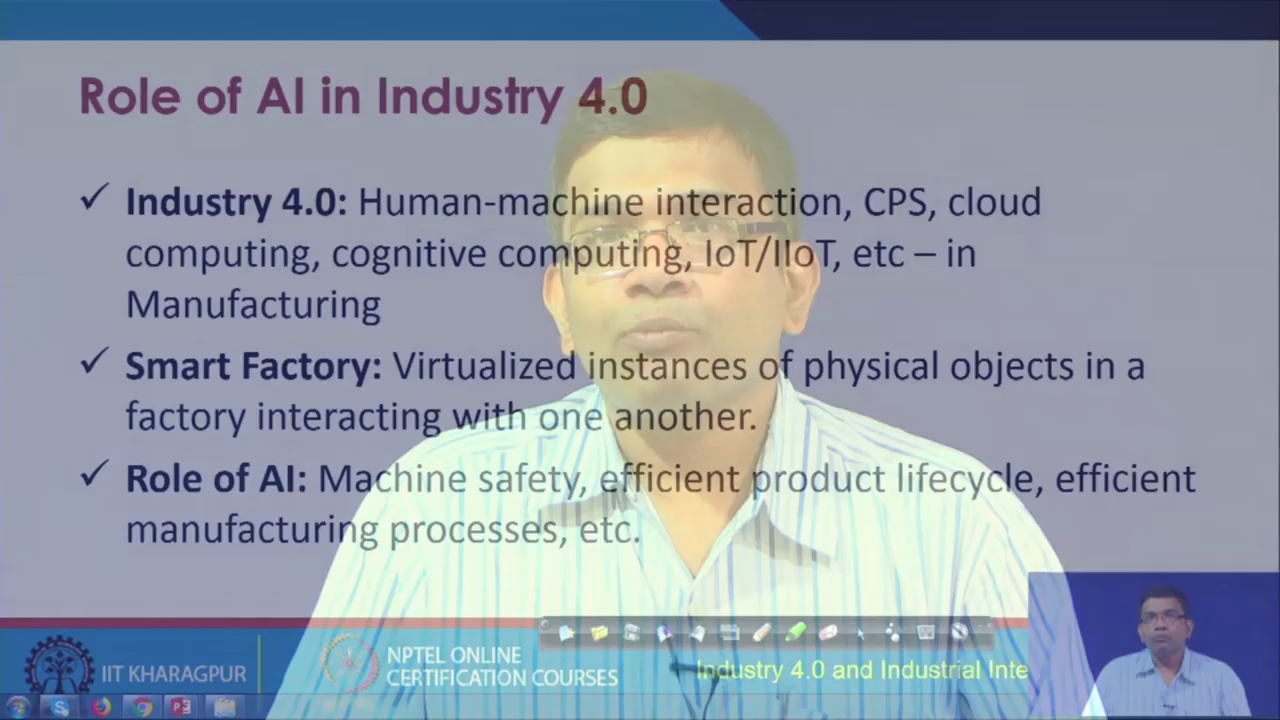 Role of AI in Industry 4.0
✓ Industry 4.0: Human-machine interaction, CPS, cloud
computing, cognitive computing, IoT/IIoT, etc – in
Manufacturing
✓ Smart Factory: Virtualized instances of physical objects in a
factory interacting with one another.
✓ Role of AI: Machine safety, efficient product lifecycle, efficient
manufacturing processes, etc.
IIT KHARAGPUR
NPTEL ONLINE
CERTIFICATION COURSES
Industry 4.0 and Industrial Inte